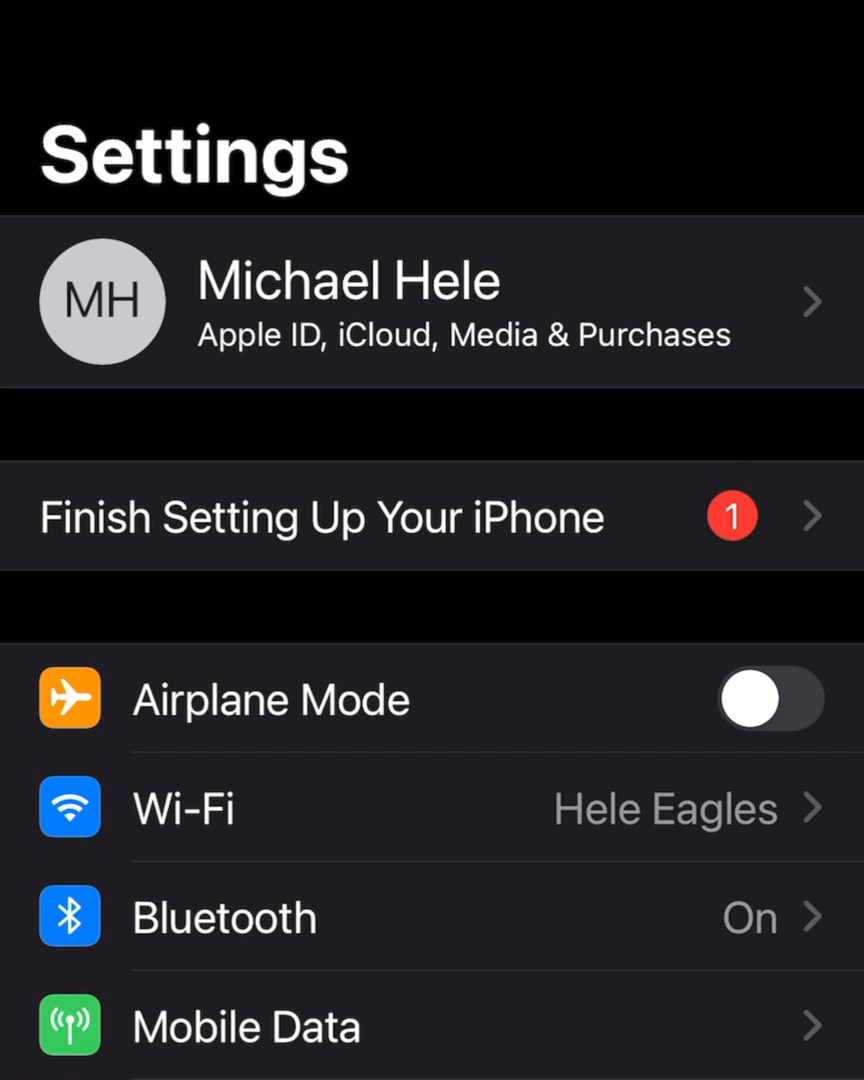 Settings
MH
Michael Hele
Apple ID, iCloud, Media & Purchases
Finish Setting Up Your iPhone 1
Airplane Mode
Wi-Fi Hele Eagles
Bluetooth On
Mobile Data